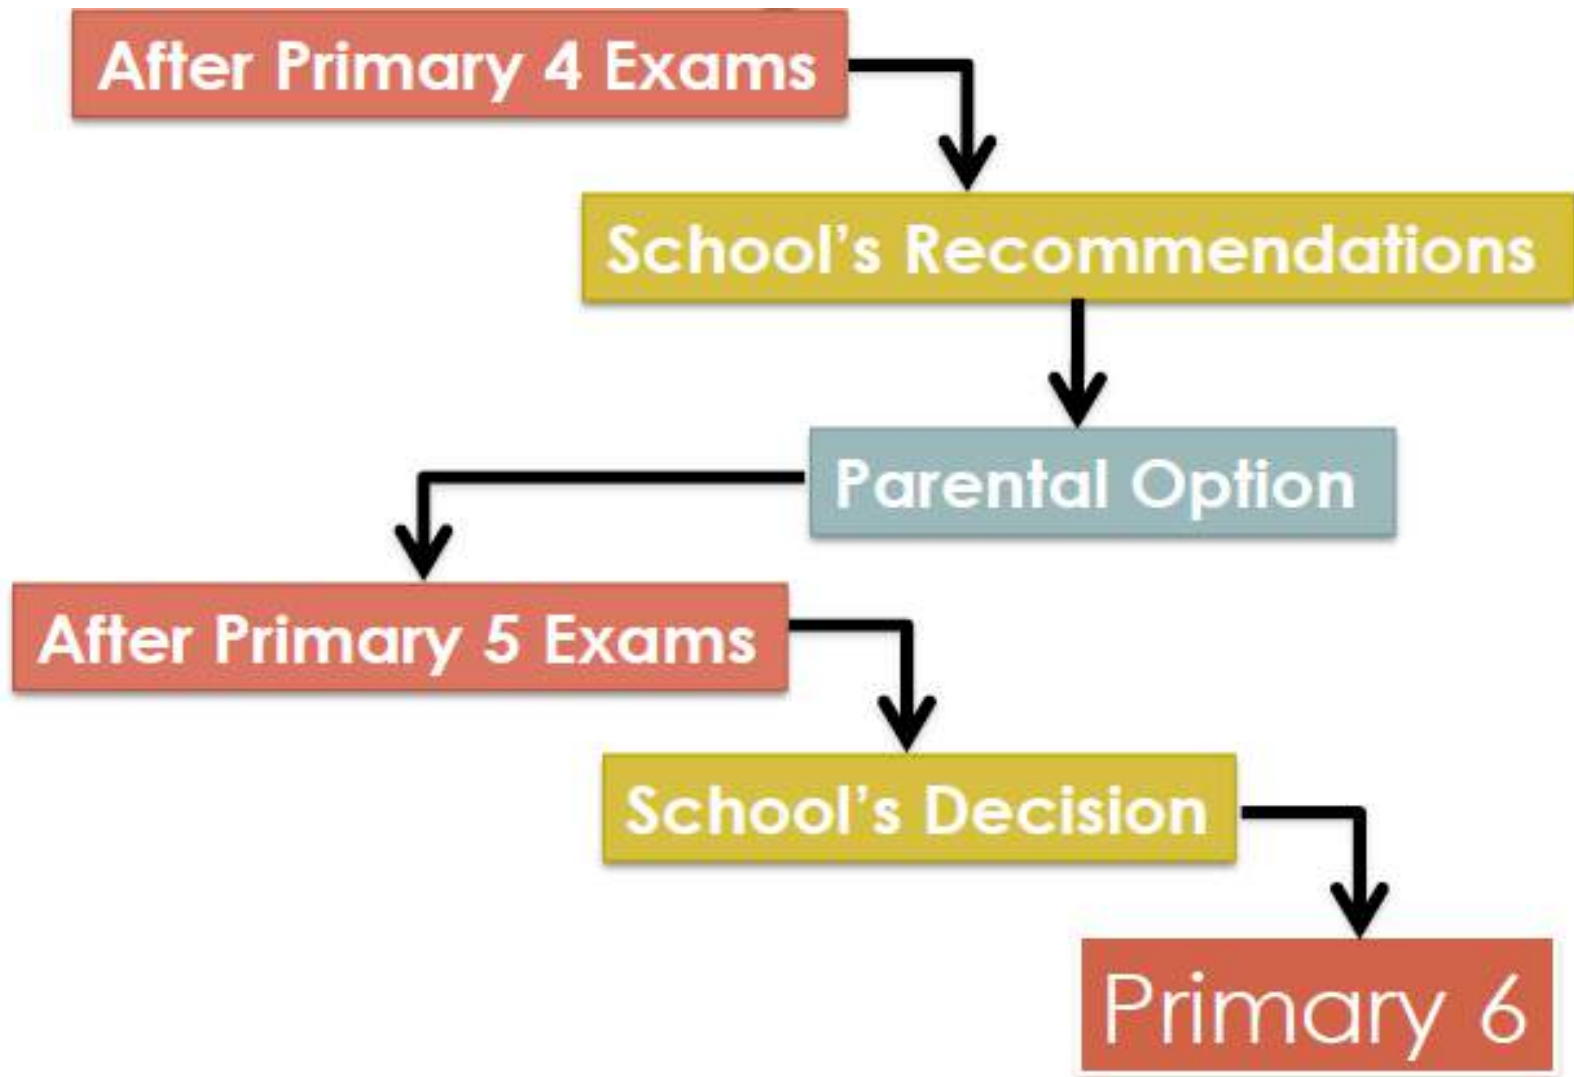 After Primary 4 Exams
School’s Recommendations
Parental Option
After Primary 5 Exams
School’s Decision
Primary 6